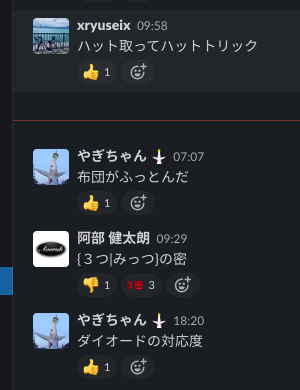 xryuseix 09:58
ハット取ってハットトリック
👍 1
やぎちゃん 07:07
布団がふっとんだ
👍 1
阿部 健太朗 09:29
{３つ|みっつ}の密
👎 1 3密 3
やぎちゃん 18:20
ダイオードの対応度
👍 1